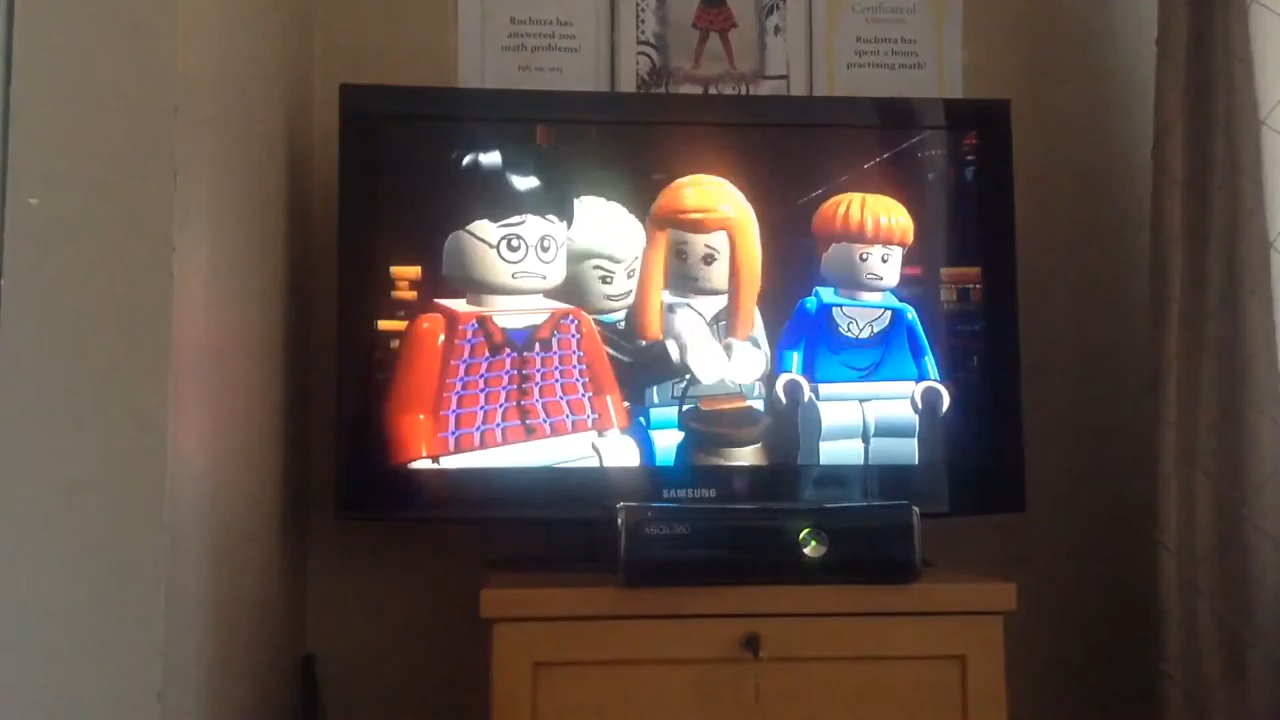 Ruchitra has
answered 200
math problems!
Certificate of
Ruchitra has
spent 2 hours
practising math!
SAMSUNG
XBOX 360